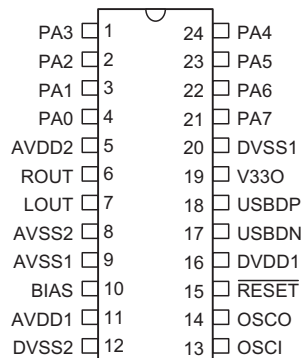 PA3 1 24 PA4
PA2 2 23 PA5
PA1 3 22 PA6
PA0 4 21 PA7
AVDD2 5 20 DVSS1
ROUT 6 19 V33O
LOUT 7 18 USBDP
AVSS2 8 17 USBDN
AVSS1 9 16 DVDD1
BIAS 10 15 RESET
AVDD1 11 14 OSCO
DVSS2 12 13 OSCI